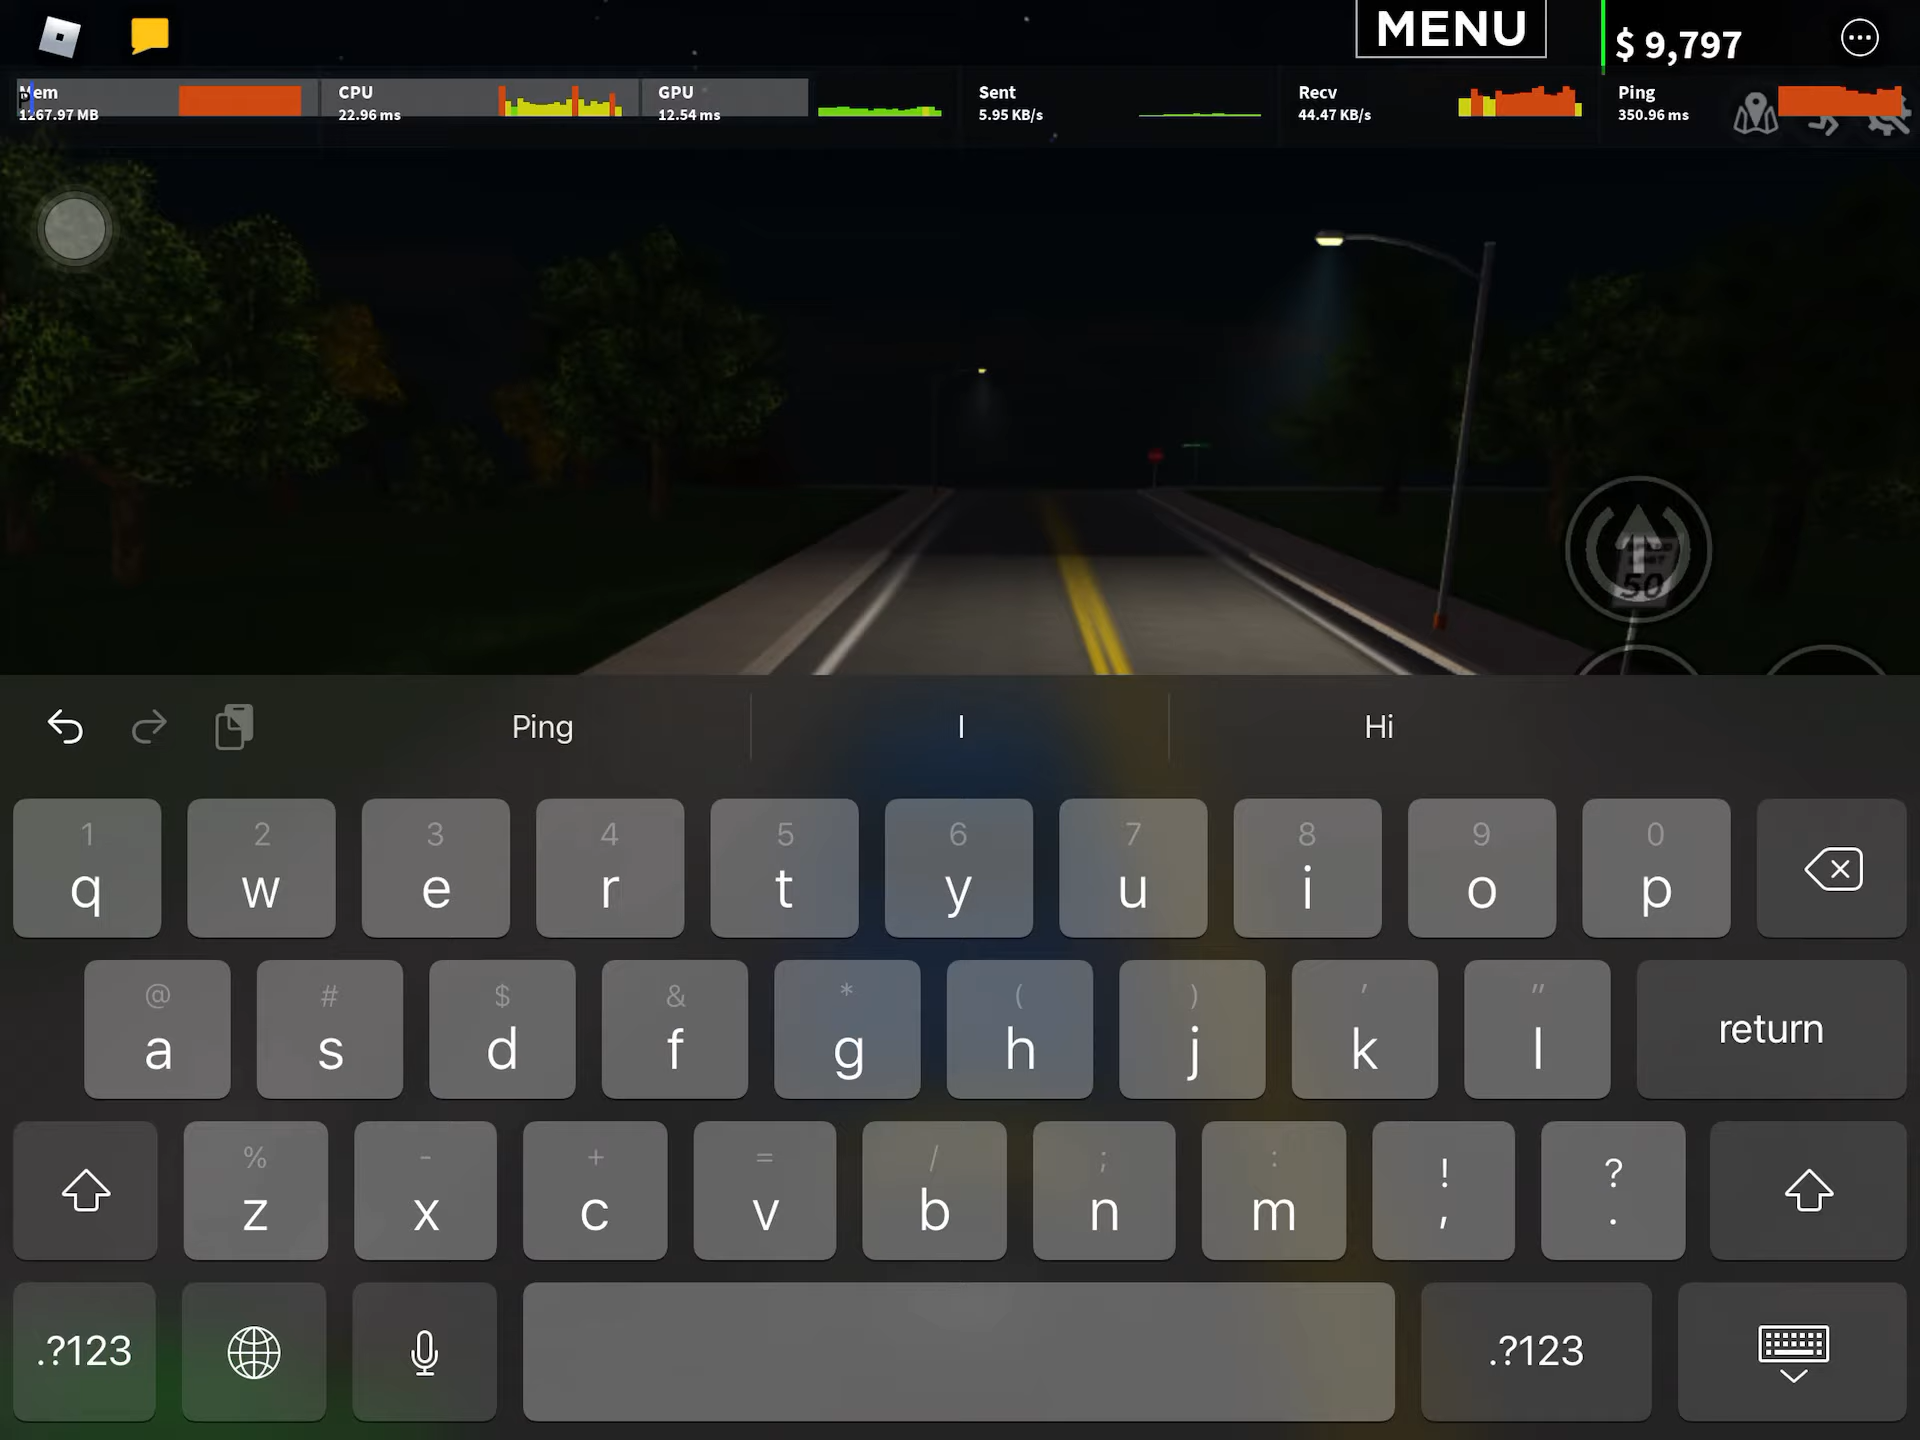 MENU
$ 9,797
Mem
1267.97 MB
CPU
22.96 ms
GPU
12.54 ms
Sent
5.95 KB/s
Recv
44.47 KB/s
Ping
350.96 ms
50
Ping I Hi
1 2 3 4 5 6 7 8 9 0
q w e r t y u i o p
@ # $ & * ( ) ' "
a s d f g h j k l return
% - + = / ; : ! ?
z x c v b n m , .
.?123 .?123